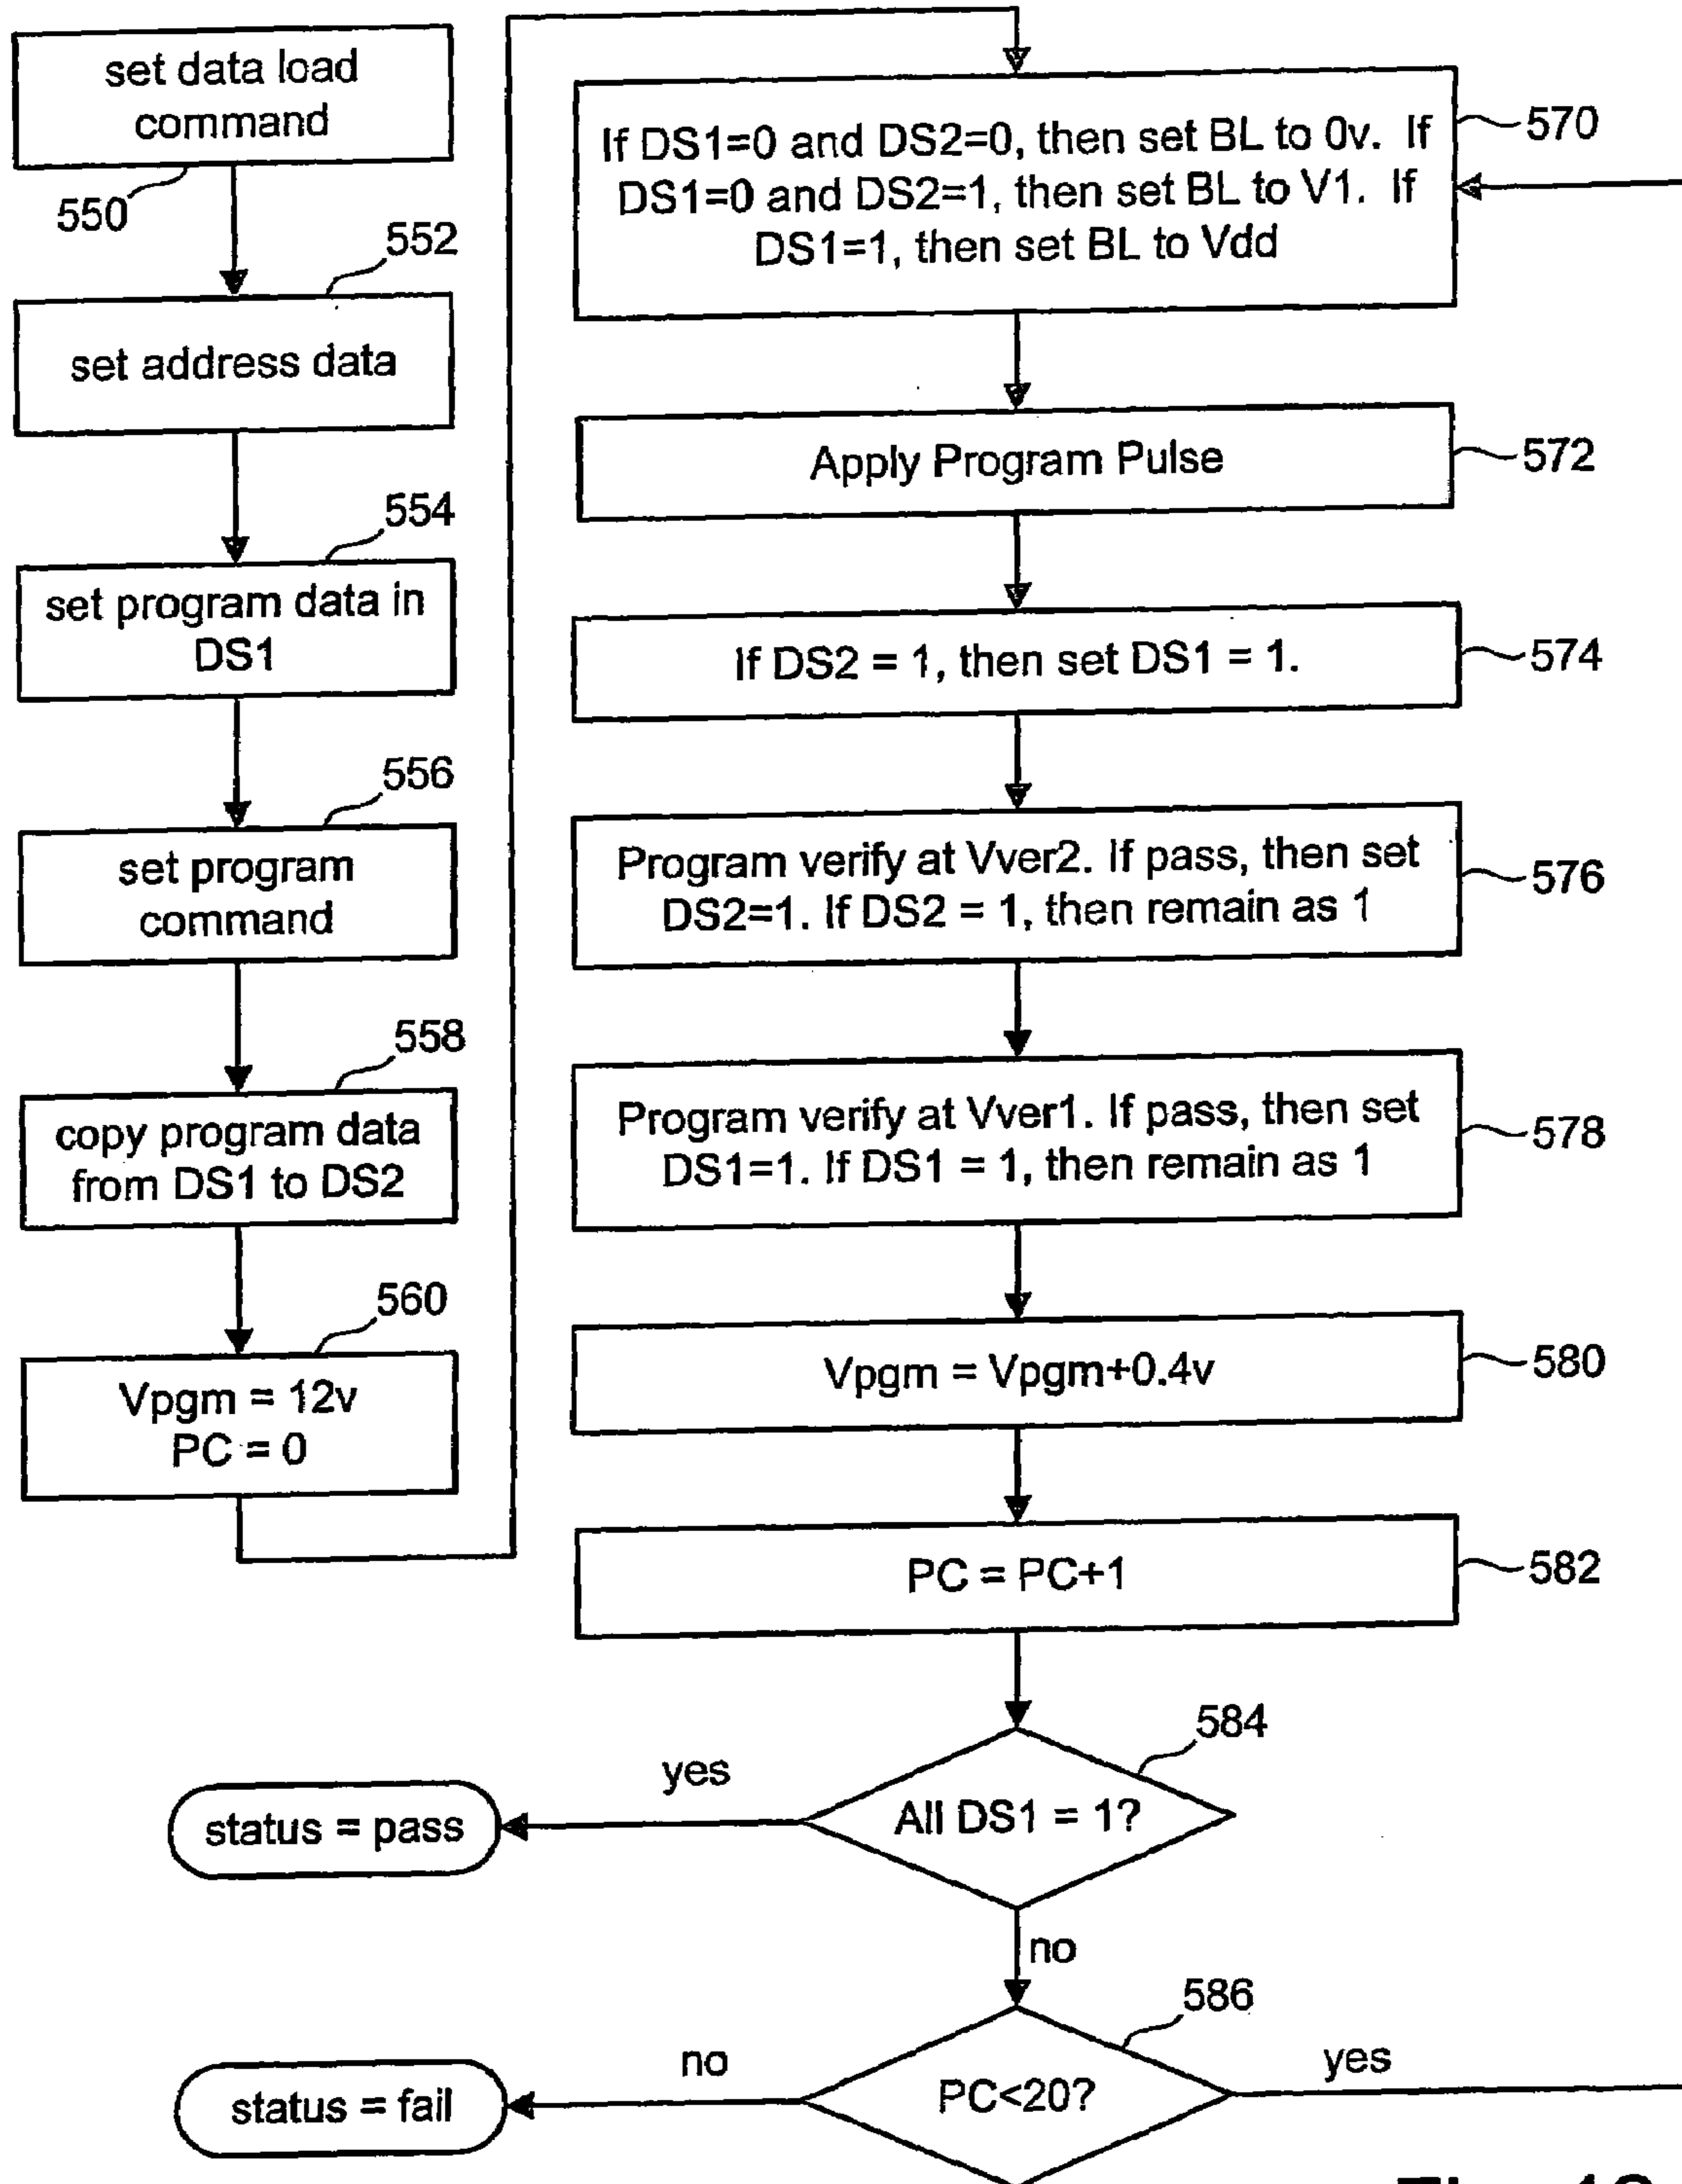 set data load
command
550
552
set address data
554
set program data in
DS1
556
set program
command
558
copy program data
from DS1 to DS2
560
Vpgm = 12v
PC = 0
If DS1=0 and DS2=0, then set BL to 0v. If
DS1=0 and DS2=1, then set BL to V1. If
DS1=1, then set BL to Vdd
570
Apply Program Pulse
572
If DS2 = 1, then set DS1 = 1.
574
Program verify at Vver2. If pass, then set
DS2=1. If DS2 = 1, then remain as 1
576
Program verify at Vver1. If pass, then set
DS1=1. If DS1 = 1, then remain as 1
578
Vpgm = Vpgm+0.4v
580
PC = PC+1
582
584
All DS1 = 1?
yes
status = pass
no
586
PC<20?
no
status = fail
yes